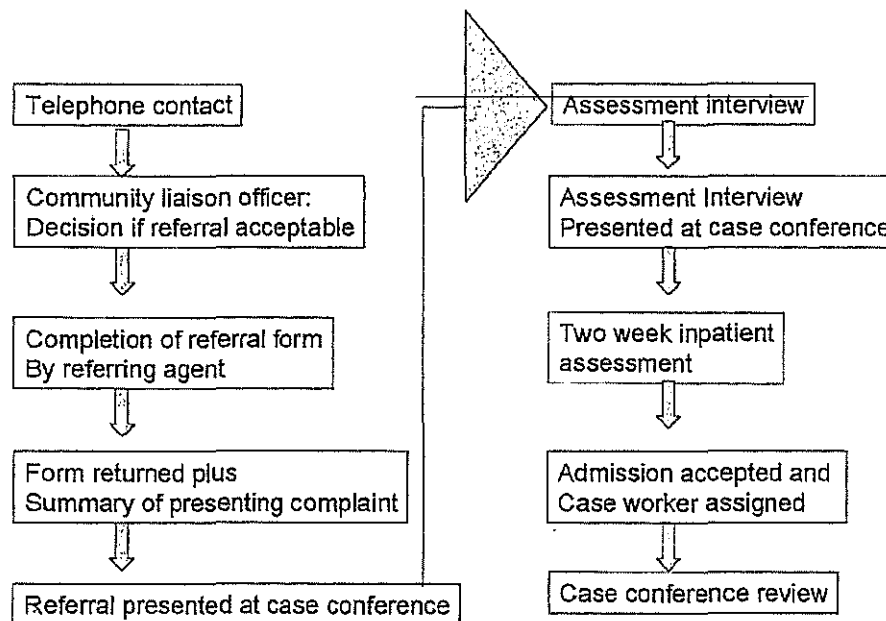 Telephone contact
Community liaison officer:
Decision if referral acceptable
Completion of referral form
By referring agent
Form returned plus
Summary of presenting complaint
Referral presented at case conference
Assessment interview
Assessment Interview
Presented at case conference
Two week inpatient
assessment
Admission accepted and
Case worker assigned
Case conference review